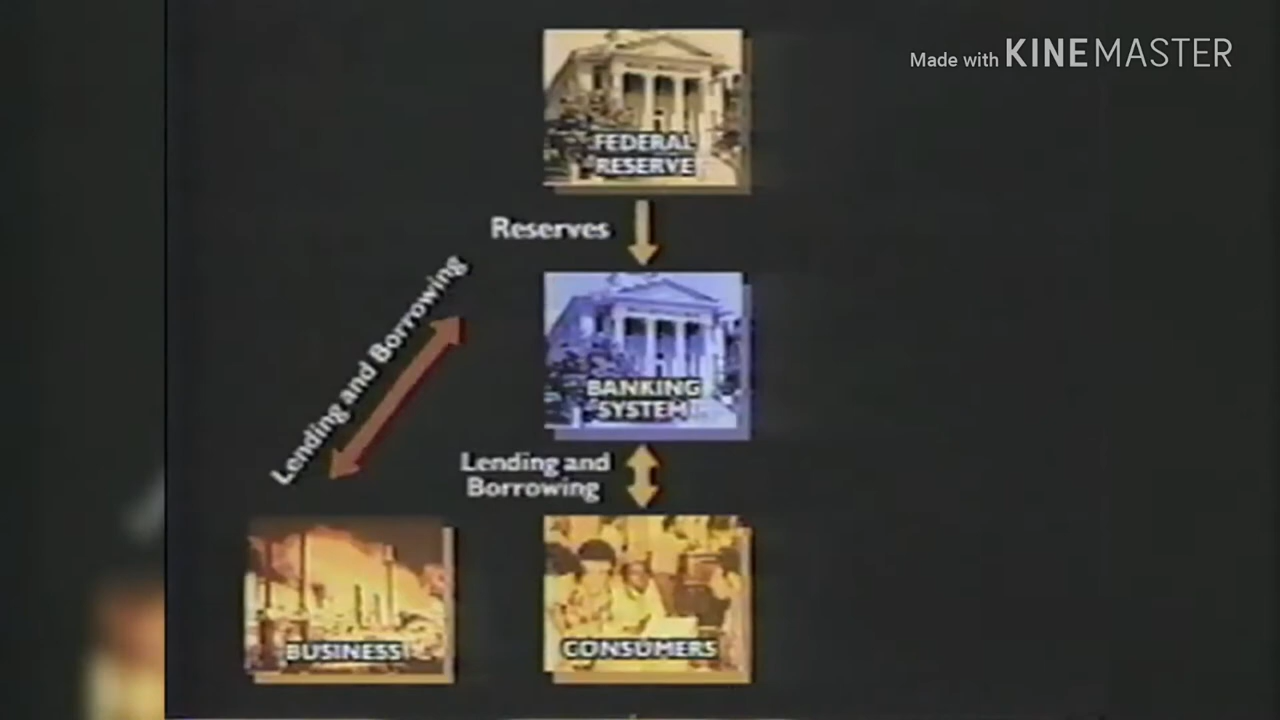 Made with KINEMASTER
FEDERAL
RESERVE
Reserves
Lending and Borrowing
BANKING
SYSTEM
Lending and
Borrowing
BUSINESS
CONSUMERS